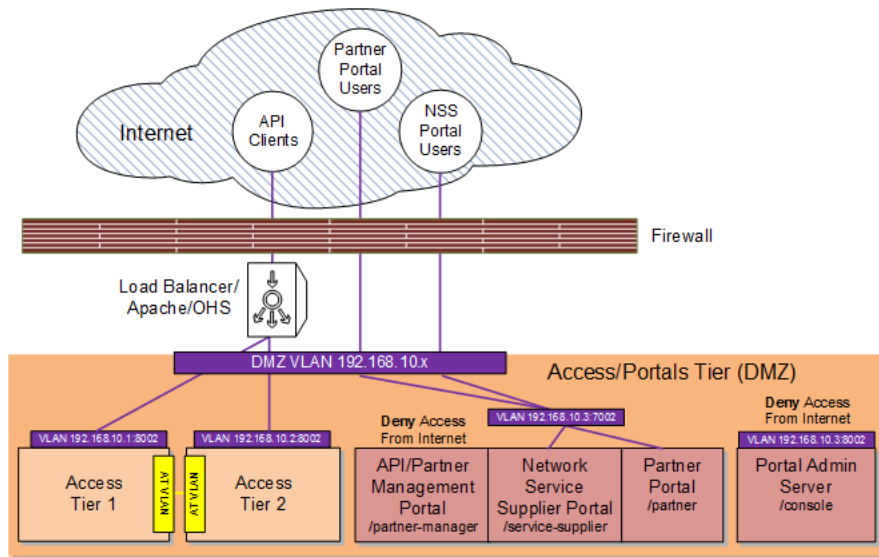 Partner
Portal
Users
API
Clients
NSS
Portal
Users
Internet
Firewall
Load Balancer/
Apache/OHS
DMZ VLAN 192.168.10.x
Access/Portals Tier (DMZ)
Deny Access
From Internet
VLAN 192.168.10.3:7002
Deny Access
From Internet
VLAN 192.168.10.1:8002
VLAN 192.168.10.2:8002
VLAN 192.168.10.3:8002
Access
Tier 1
AT VLAN
AT VLAN
Access
Tier 2
API/Partner
Management
Portal
/partner-manager
Network
Service
Supplier Portal
/service-supplier
Partner
Portal
/partner
Portal Admin
Server
/console